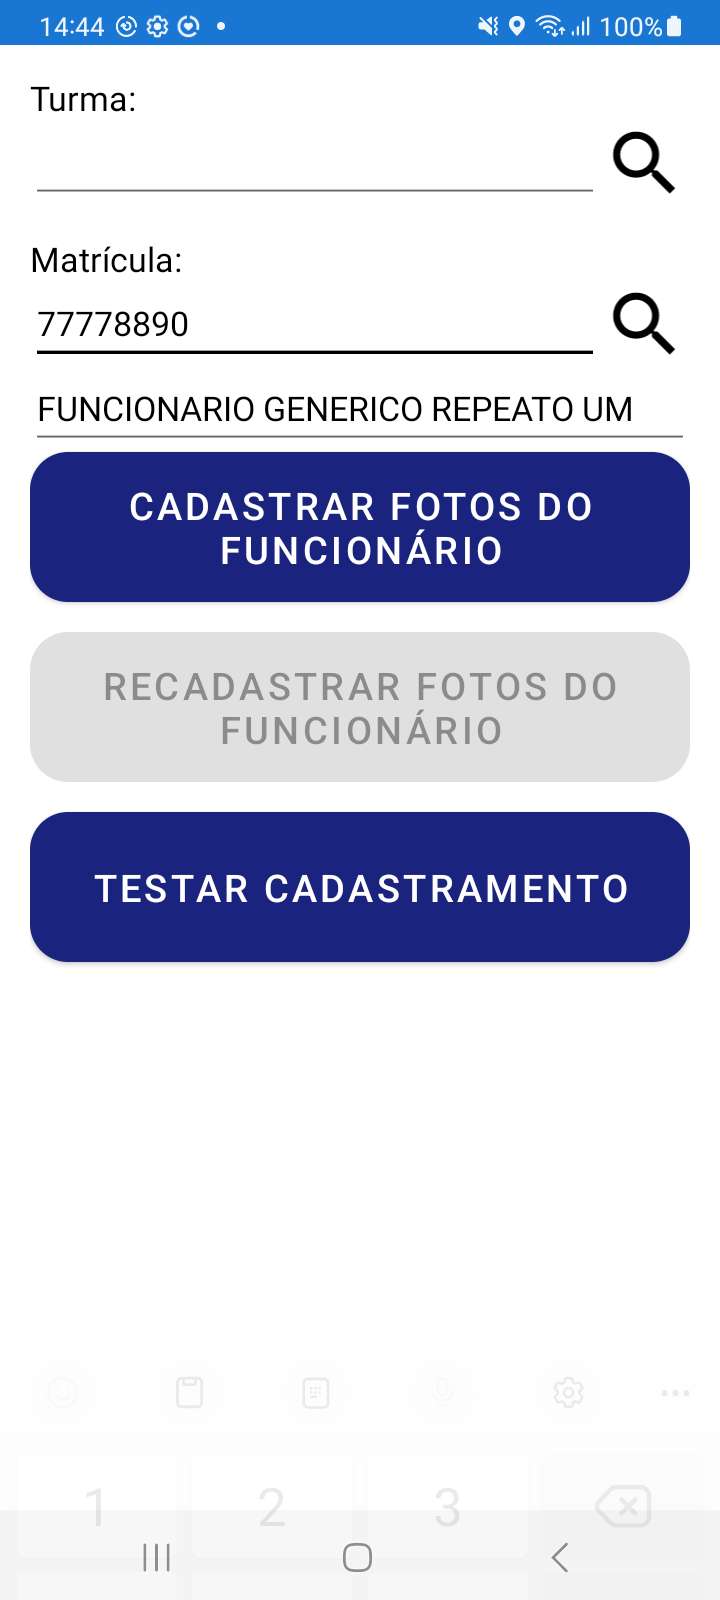 14:44 100%
Turma:
Matrícula:
77778890
FUNCIONARIO GENERICO REPEATO UM
CADASTRAR FOTOS DO
FUNCIONÁRIO
RECADASTRAR FOTOS DO
FUNCIONÁRIO
TESTAR CADASTRAMENTO
1 2 3